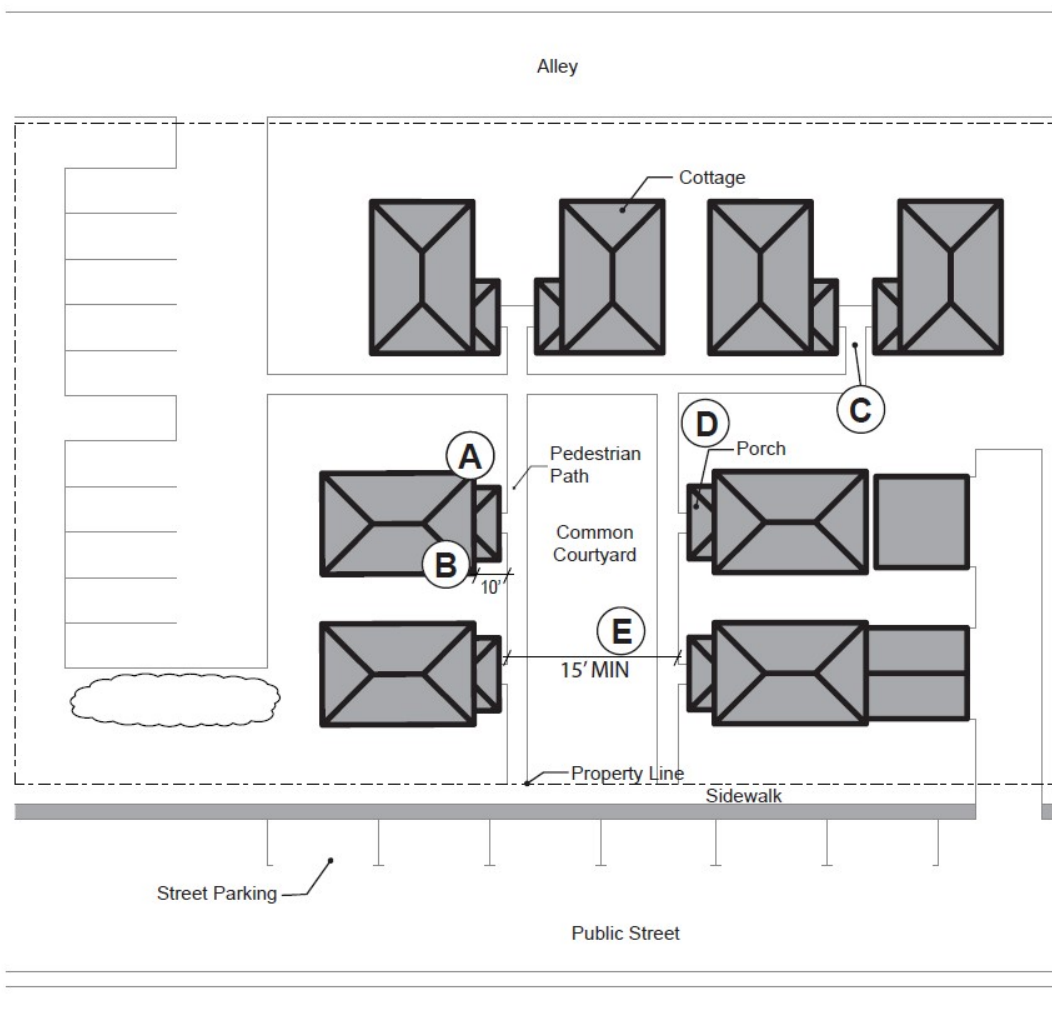 Alley
Cottage
C
D
A
Porch
Pedestrian
Path
Common
Courtyard
B
10'
E
15' MIN
Property Line
Sidewalk
Street Parking
Public Street